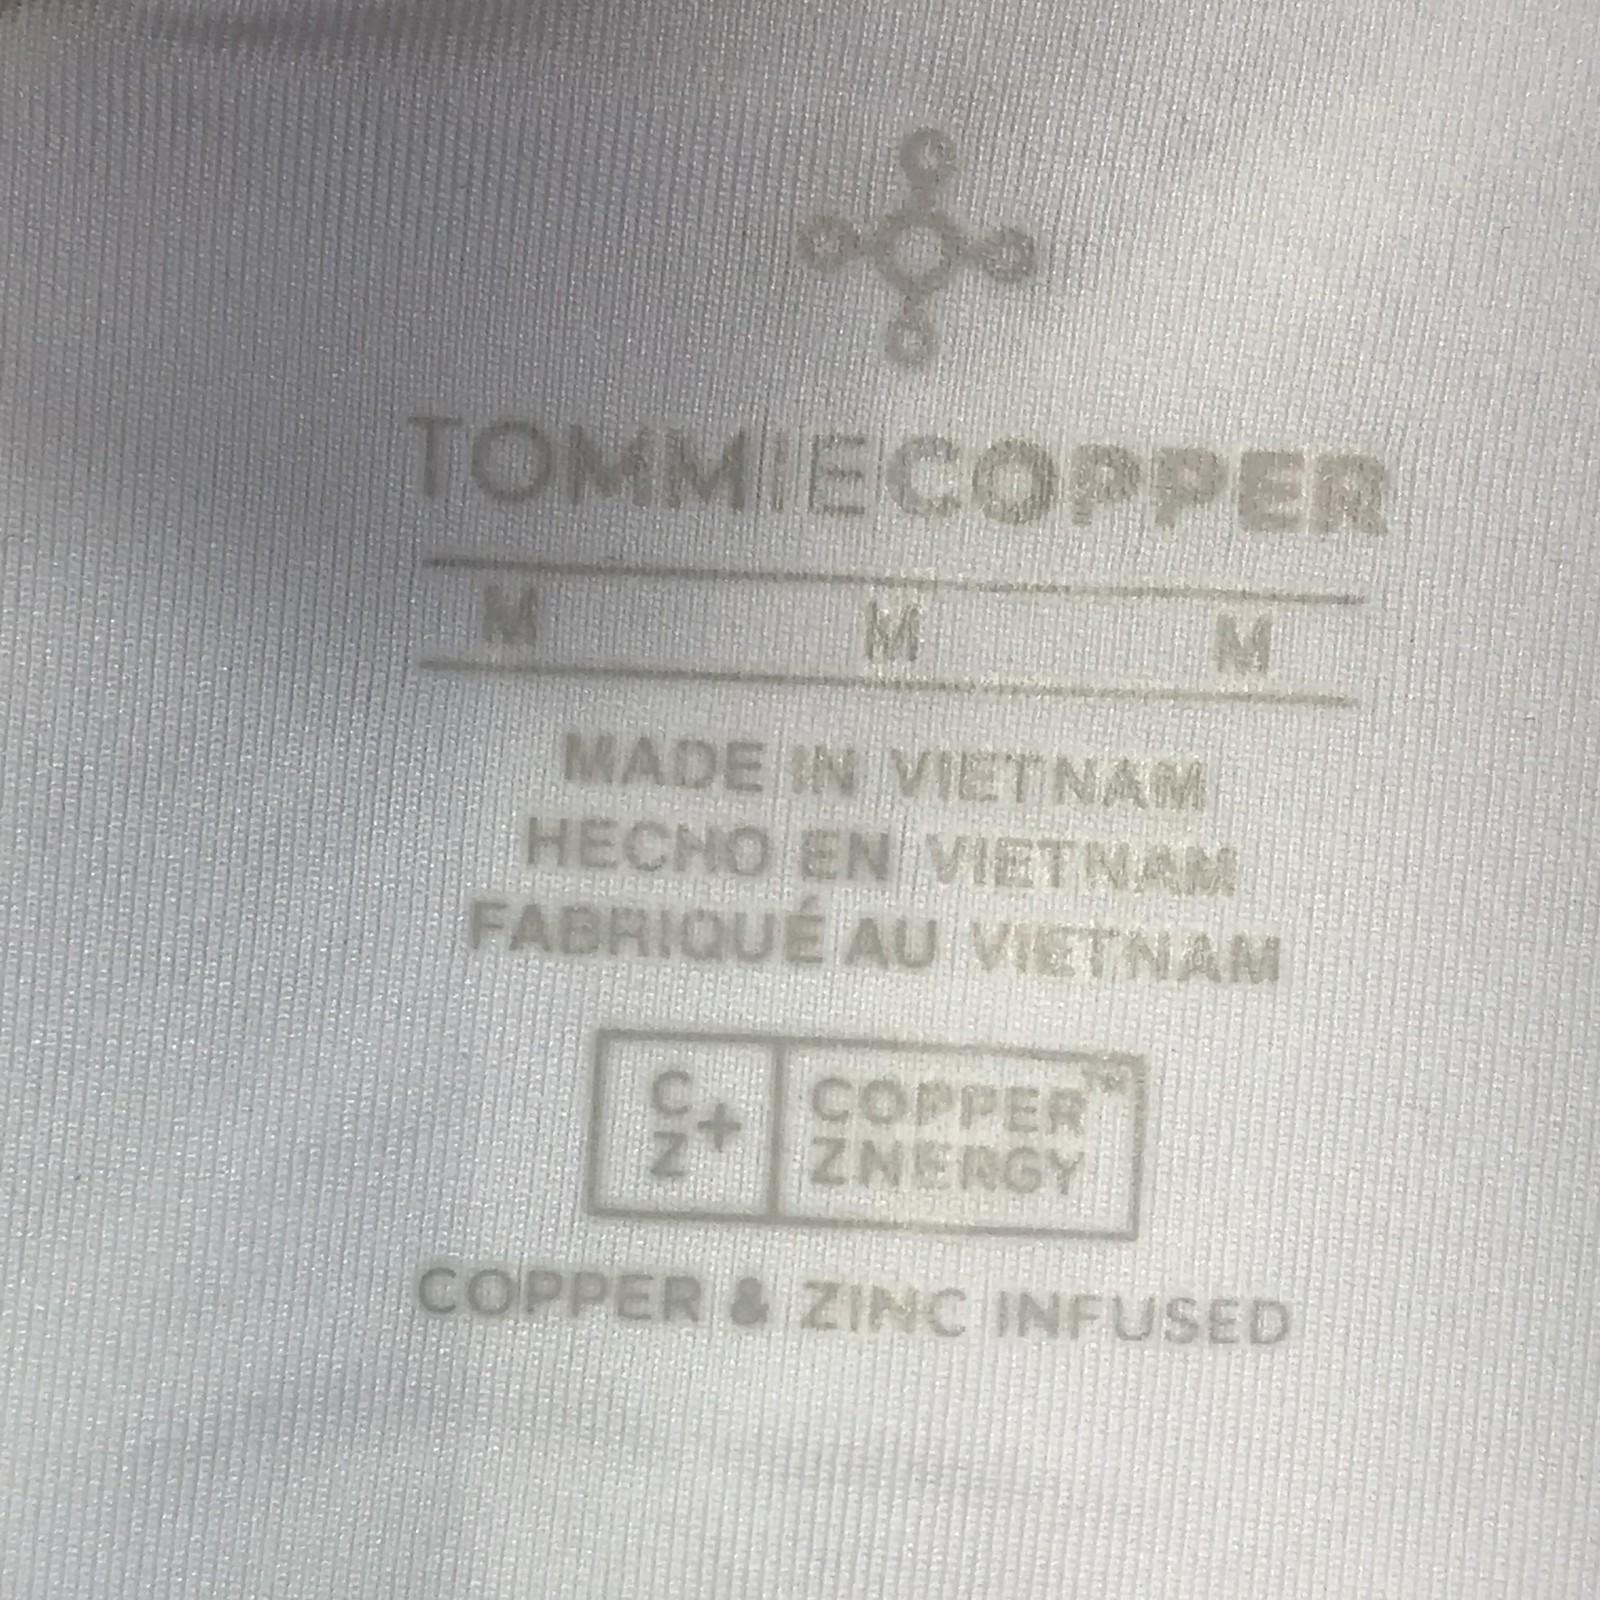 TOMMIECOPPER
M M M
MADE IN VIETNAM
HECHO EN VIETNAM
FABRIQUÉ AU VIETNAM
C
Z+
COPPER™
ZNERGY
COPPER & ZINC INFUSED